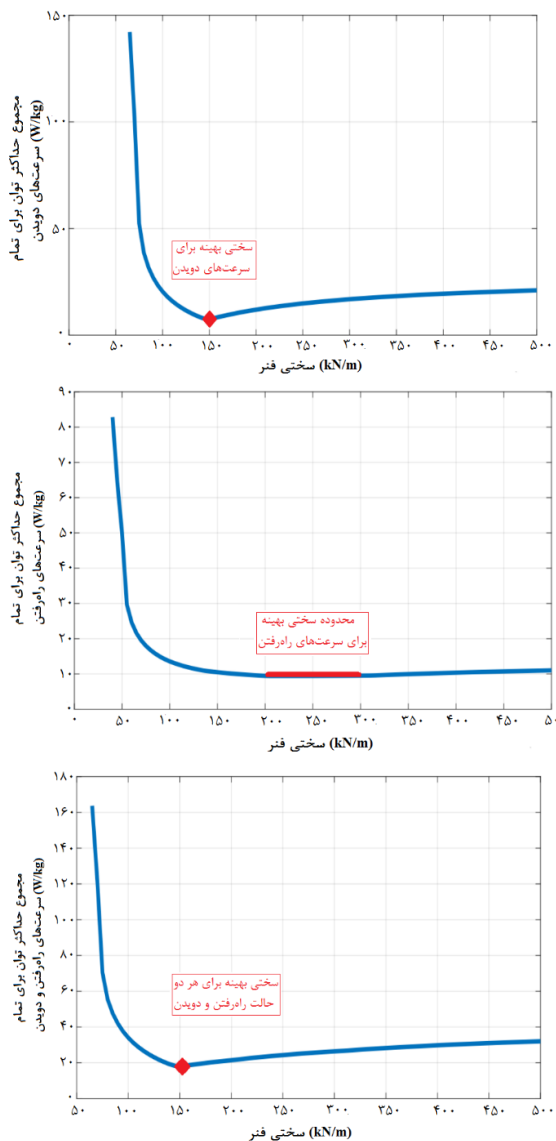 مجموع حداکثر توان برای تمام
سرعت‌های دویدن (W/kg)
۱۵۰
۱۰۰
۵۰
۰
سختی بهینه برای
سرعت‌های دویدن
۰ ۵۰ ۱۰۰ ۱۵۰ ۲۰۰ ۲۵۰ ۳۰۰ ۳۵۰ ۴۰۰ ۴۵۰ ۵۰۰
سختی فنر (kN/m)
مجموع حداکثر توان برای تمام
سرعت‌های راه‌رفتن (W/kg)
۹۰
۸۰
۷۰
۶۰
۵۰
۴۰
۳۰
۲۰
۱۰
۰
محدوده سختی بهینه
برای سرعت‌های راه‌رفتن
۰ ۵۰ ۱۰۰ ۱۵۰ ۲۰۰ ۲۵۰ ۳۰۰ ۳۵۰ ۴۰۰ ۴۵۰ ۵۰۰
سختی فنر (kN/m)
مجموع حداکثر توان برای تمام
سرعت‌های راه‌رفتن و دویدن (W/kg)
۱۸۰
۱۶۰
۱۴۰
۱۲۰
۱۰۰
۸۰
۶۰
۴۰
۲۰
۰
سختی بهینه برای هر دو
حالت راه‌رفتن و دویدن
۵۰ ۱۰۰ ۱۵۰ ۲۰۰ ۲۵۰ ۳۰۰ ۳۵۰ ۴۰۰ ۴۵۰ ۵۰۰
سختی فنر (kN/m)